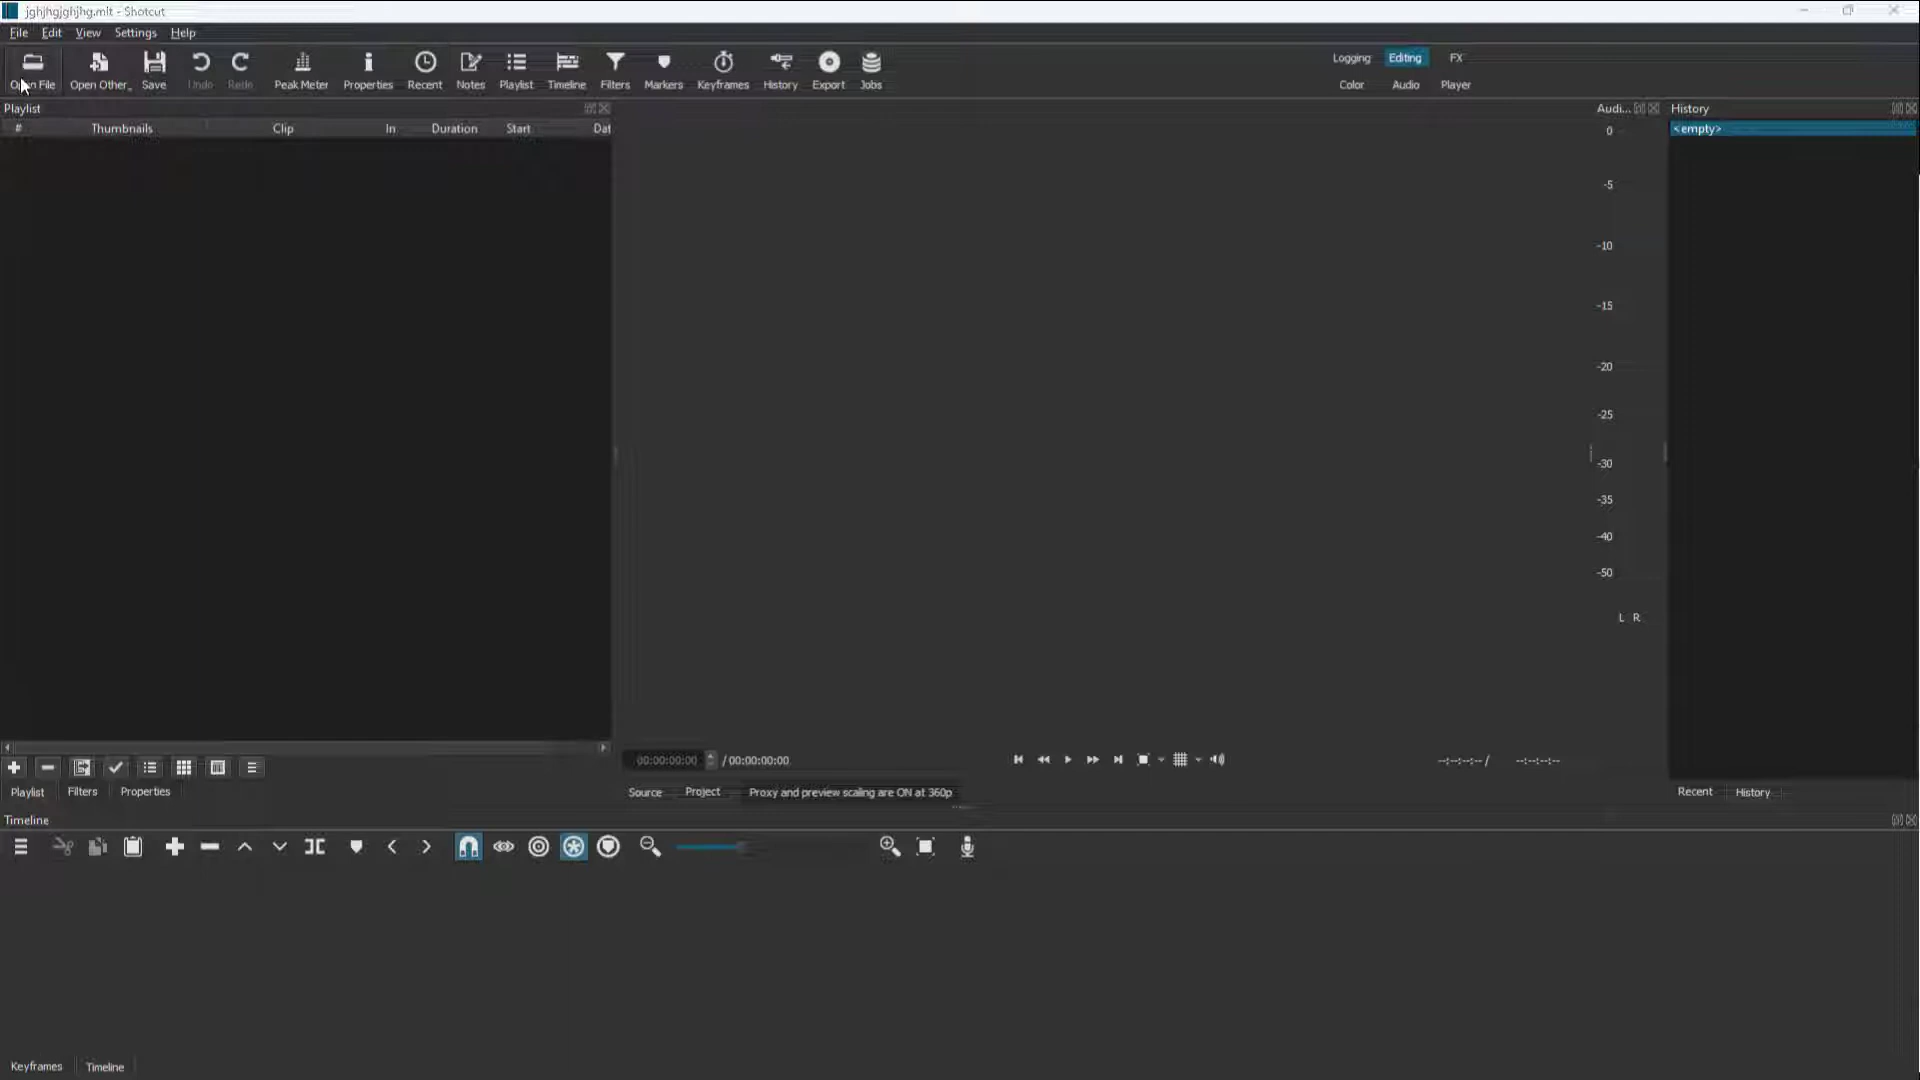 jghjhgjghjhg.mlt - Shotcut
File Edit View Settings Help
Open File Open Other... Save Undo Redo Peak Meter Properties Recent Notes Playlist Timeline Filters Markers Keyframes History Export Jobs
Logging Editing FX
Color Audio Player
Playlist
# Thumbnails Clip In Duration Start Dat
Audi...
0
-5
-10
-15
-20
-25
-30
-35
-40
-50
L R
History
<empty>
00:00:00:00 / 00:00:00:00
--:--:--:-- / --:--:--:--
Playlist Filters Properties
Source Project Proxy and preview scaling are ON at 360p
Recent History
Timeline
Keyframes Timeline